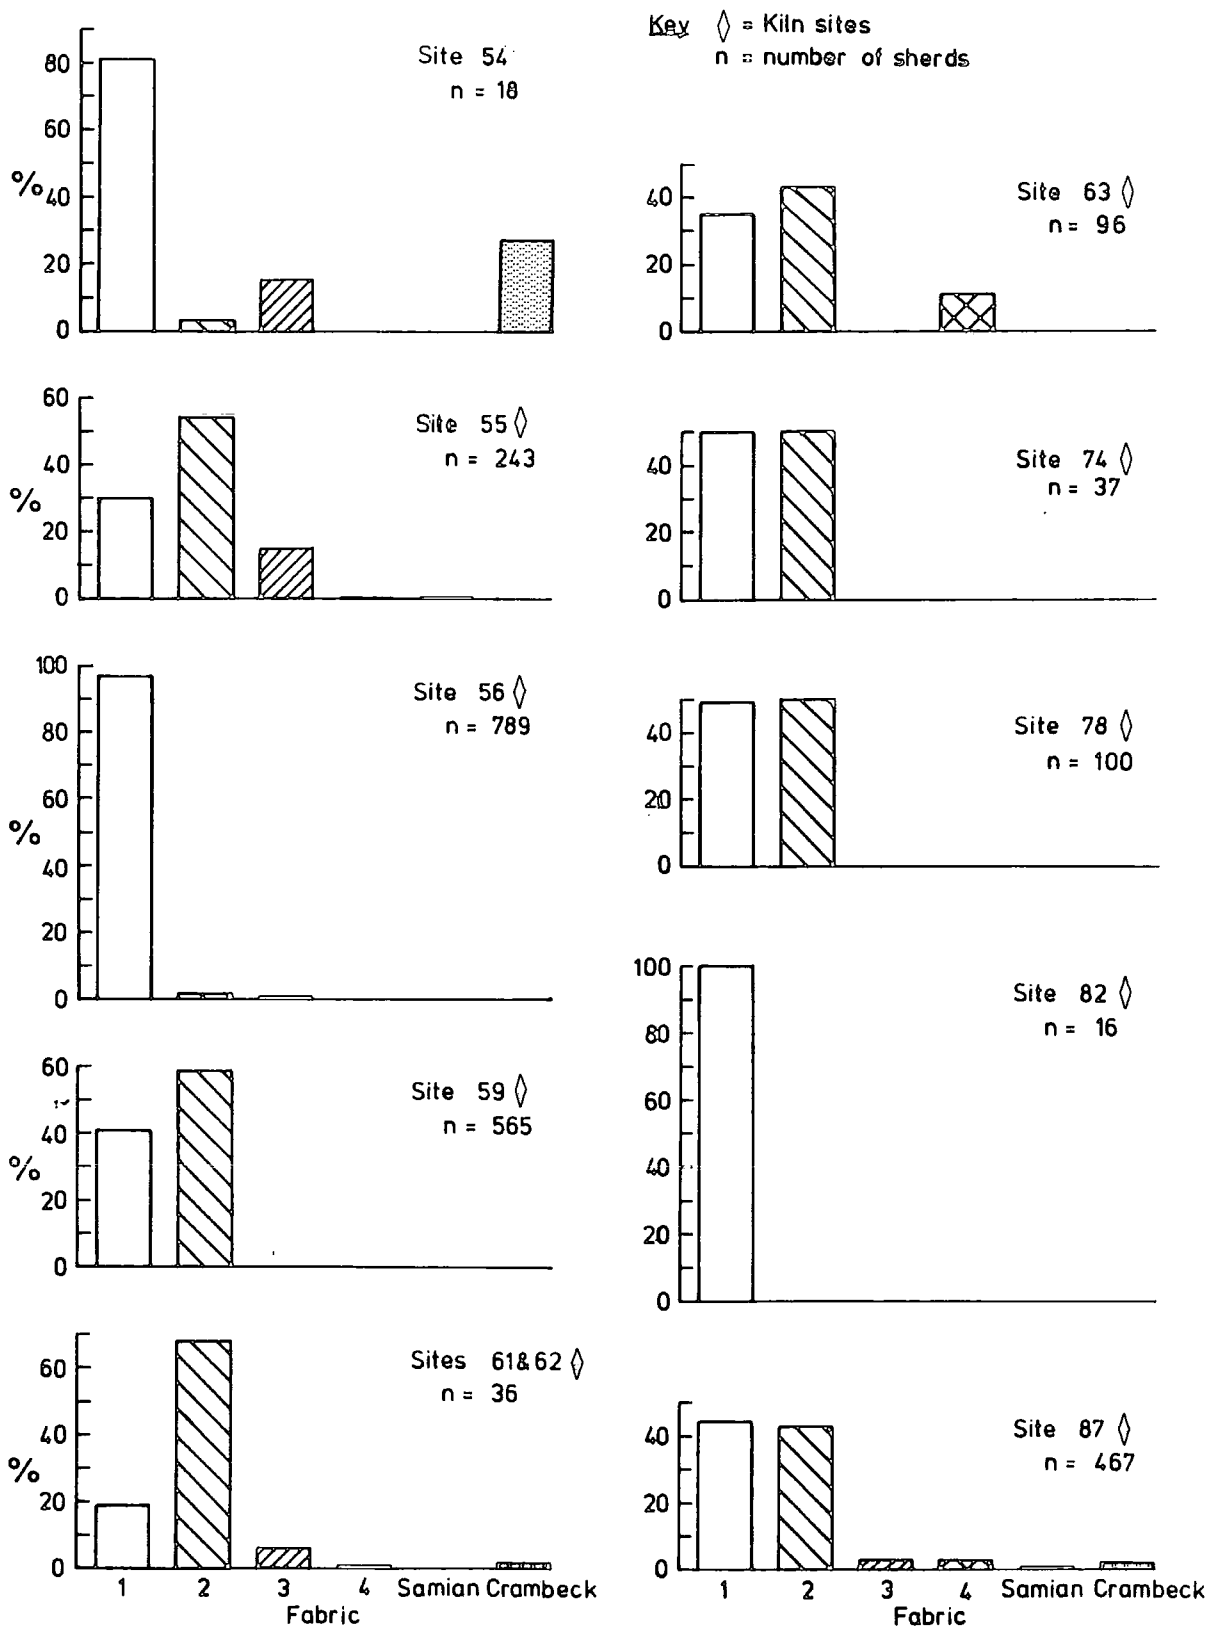 Key ◊ = Kiln sites
n = number of sherds
Site 54
n = 18
80
60
%
40
20
0
Site 55 ◊
n = 243
60
40
%
20
0
Site 56 ◊
n = 789
100
80
60
%
40
20
0
Site 59 ◊
n = 565
60
40
%
20
0
Sites 61&62 ◊
n = 36
60
40
%
20
0
1 2 3 4 Samian Crambeck
Fabric
Site 63 ◊
n = 96
40
20
0
Site 74 ◊
n = 37
40
20
0
Site 78 ◊
n = 100
40
20
0
Site 82 ◊
n = 16
100
80
60
40
20
0
Site 87 ◊
n = 467
40
20
0
1 2 3 4 Samian Crambeck
Fabric